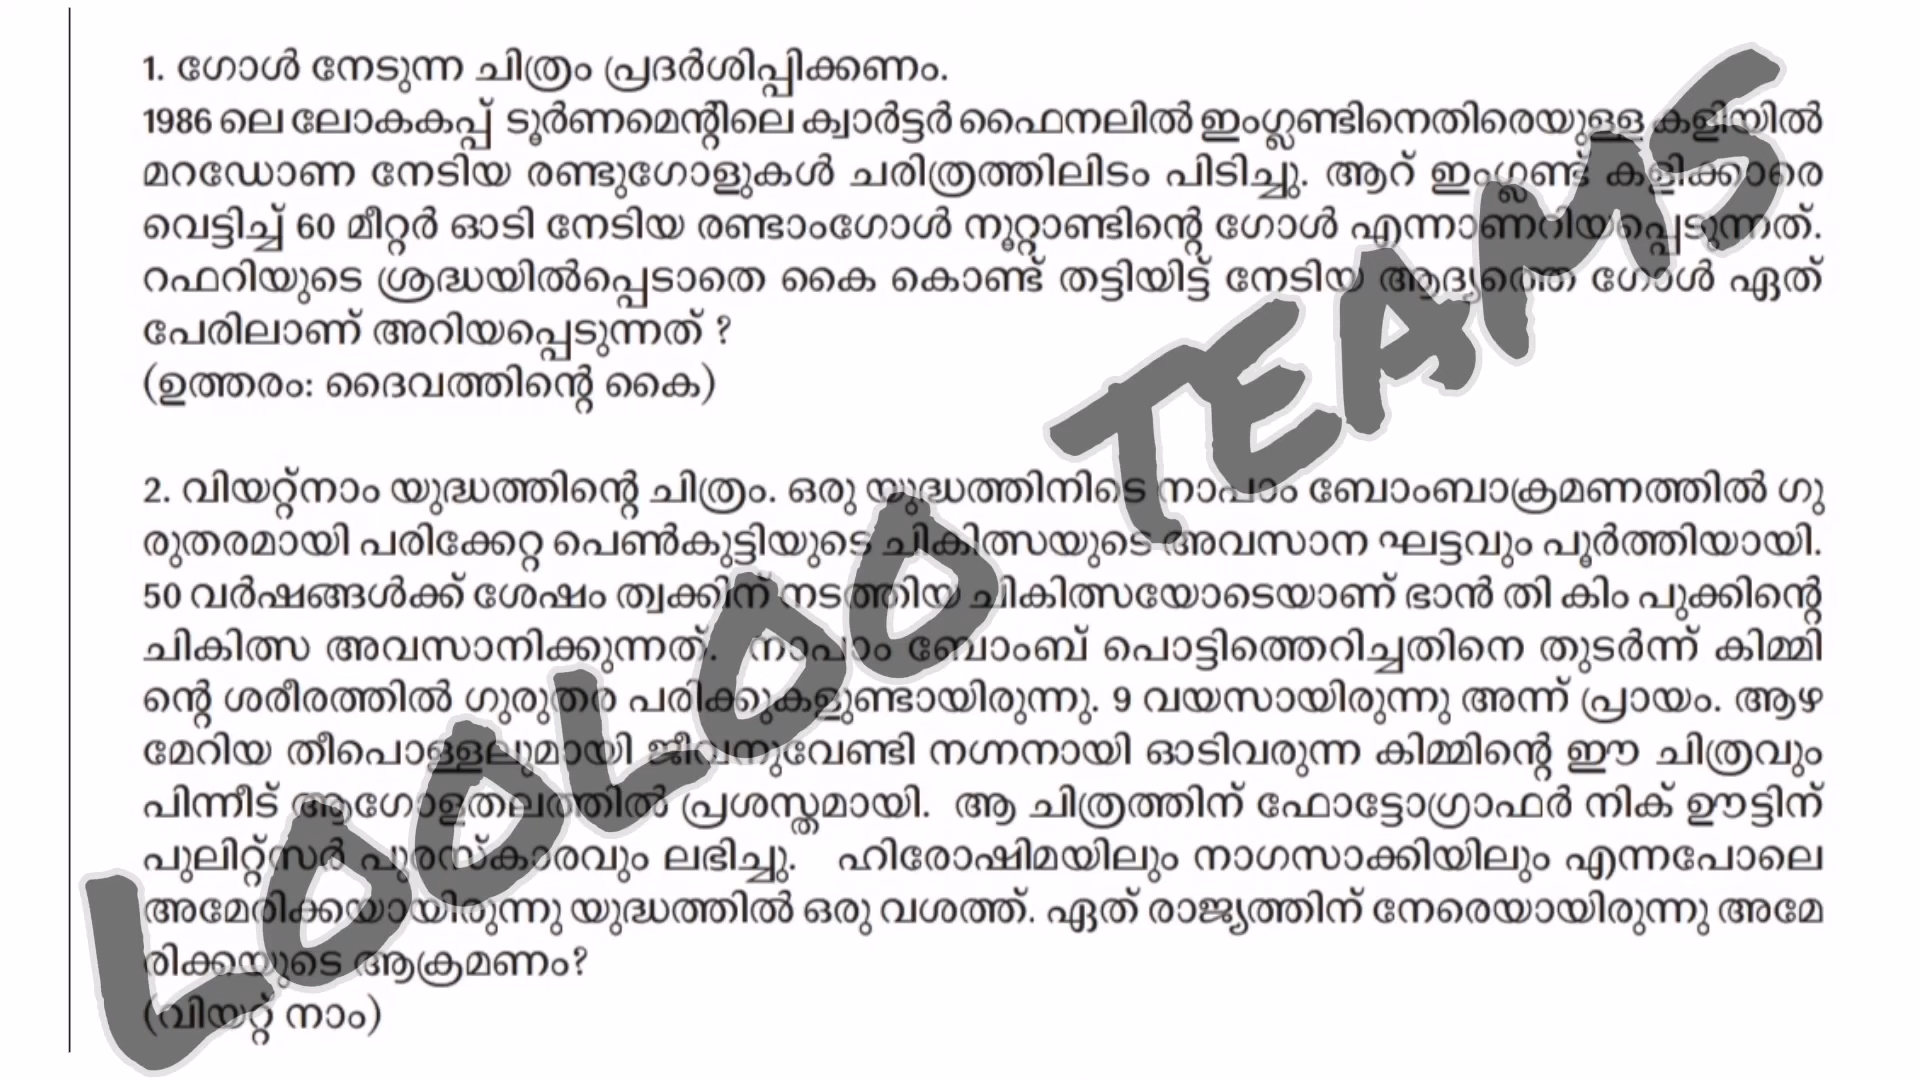 1. ഗോൾ നേടുന്ന ചിത്രം പ്രദർശിപ്പിക്കണം.
1986 ലെ ലോകകപ്പ് ടൂർണമെന്റിലെ ക്വാർട്ടർ ഫൈനലിൽ ഇംഗ്ലണ്ടിനെതിരെയുള്ള കളിയിൽ
മറഡോണ നേടിയ രണ്ടുഗോളുകൾ ചരിത്രത്തിലിടം പിടിച്ചു. ആറ് ഇംഗ്ലണ്ട് കളിക്കാരെ
വെട്ടിച്ച് 60 മീറ്റർ ഓടി നേടിയ രണ്ടാംഗോൾ നൂറ്റാണ്ടിന്റെ ഗോൾ എന്നാണറിയപ്പെടുന്നത്.
റഫറിയുടെ ശ്രദ്ധയിൽപ്പെടാതെ കൈ കൊണ്ട് തട്ടിയിട്ട് നേടിയ ആദ്യത്തെ ഗോൾ ഏത്
പേരിലാണ് അറിയപ്പെടുന്നത് ?
(ഉത്തരം: ദൈവത്തിന്റെ കൈ)
2. വിയറ്റ്നാം യുദ്ധത്തിന്റെ ചിത്രം. ഒരു യുദ്ധത്തിനിടെ നാപാം ബോംബാക്രമണത്തിൽ ഗു
രുതരമായി പരിക്കേറ്റ പെൺകുട്ടിയുടെ ചികിത്സയുടെ അവസാന ഘട്ടവും പൂർത്തിയായി.
50 വർഷങ്ങൾക്ക് ശേഷം ത്വക്കിന് നടത്തിയ ചികിത്സയോടെയാണ് ഭാൻ തി കിം പുക്കിന്റെ
ചികിത്സ അവസാനിക്കുന്നത്. നാപാം ബോംബ് പൊട്ടിത്തെറിച്ചതിനെ തുടർന്ന് കിമ്മി
ന്റെ ശരീരത്തിൽ ഗുരുതര പരിക്കുകളുണ്ടായിരുന്നു. 9 വയസായിരുന്നു അന്ന് പ്രായം. ആഴ
മേറിയ തീപൊള്ളലുമായി ജീവനുവേണ്ടി നഗ്നനായി ഓടിവരുന്ന കിമ്മിന്റെ ഈ ചിത്രവും
പിന്നീട് ആഗോളതലത്തിൽ പ്രശസ്തമായി. ആ ചിത്രത്തിന് ഫോട്ടോഗ്രാഫർ നിക് ഊട്ടിന്
പുലിറ്റ്സർ പുരസ്കാരവും ലഭിച്ചു. ഹിരോഷിമയിലും നാഗസാക്കിയിലും എന്നപോലെ
അമേരിക്കയായിരുന്നു യുദ്ധത്തിൽ ഒരു വശത്ത്. ഏത് രാജ്യത്തിന് നേരെയായിരുന്നു അമേ
രിക്കയുടെ ആക്രമണം?
(വിയറ്റ് നാം)
LOOLOO TEAMS